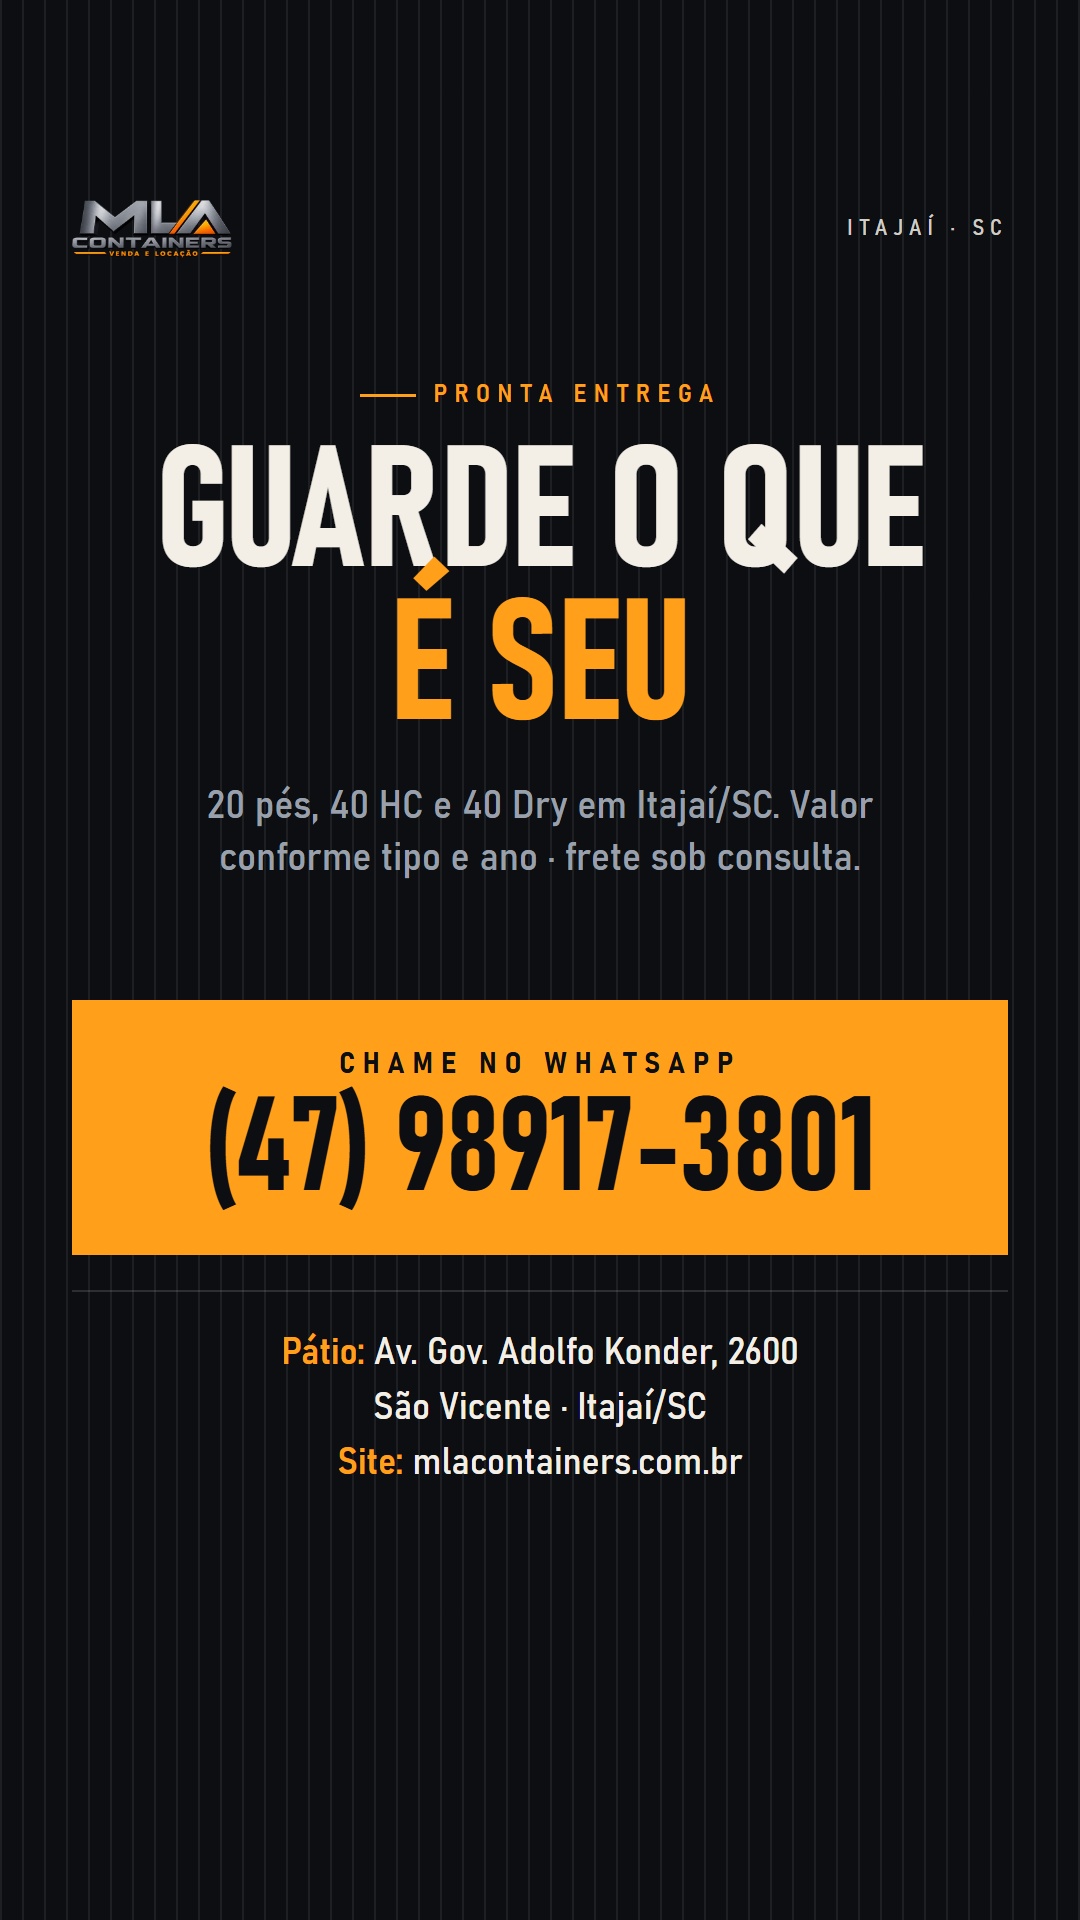 MLA
CONTAINERS
VENDA E LOCAÇÃO
ITAJAÍ · SC
PRONTA ENTREGA
GUARDE O QUE
É SEU
20 pés, 40 HC e 40 Dry em Itajaí/SC. Valor
conforme tipo e ano · frete sob consulta.
CHAME NO WHATSAPP
(47) 98917-3801
Pátio: Av. Gov. Adolfo Konder, 2600
São Vicente · Itajaí/SC
Site: mlacontainers.com.br